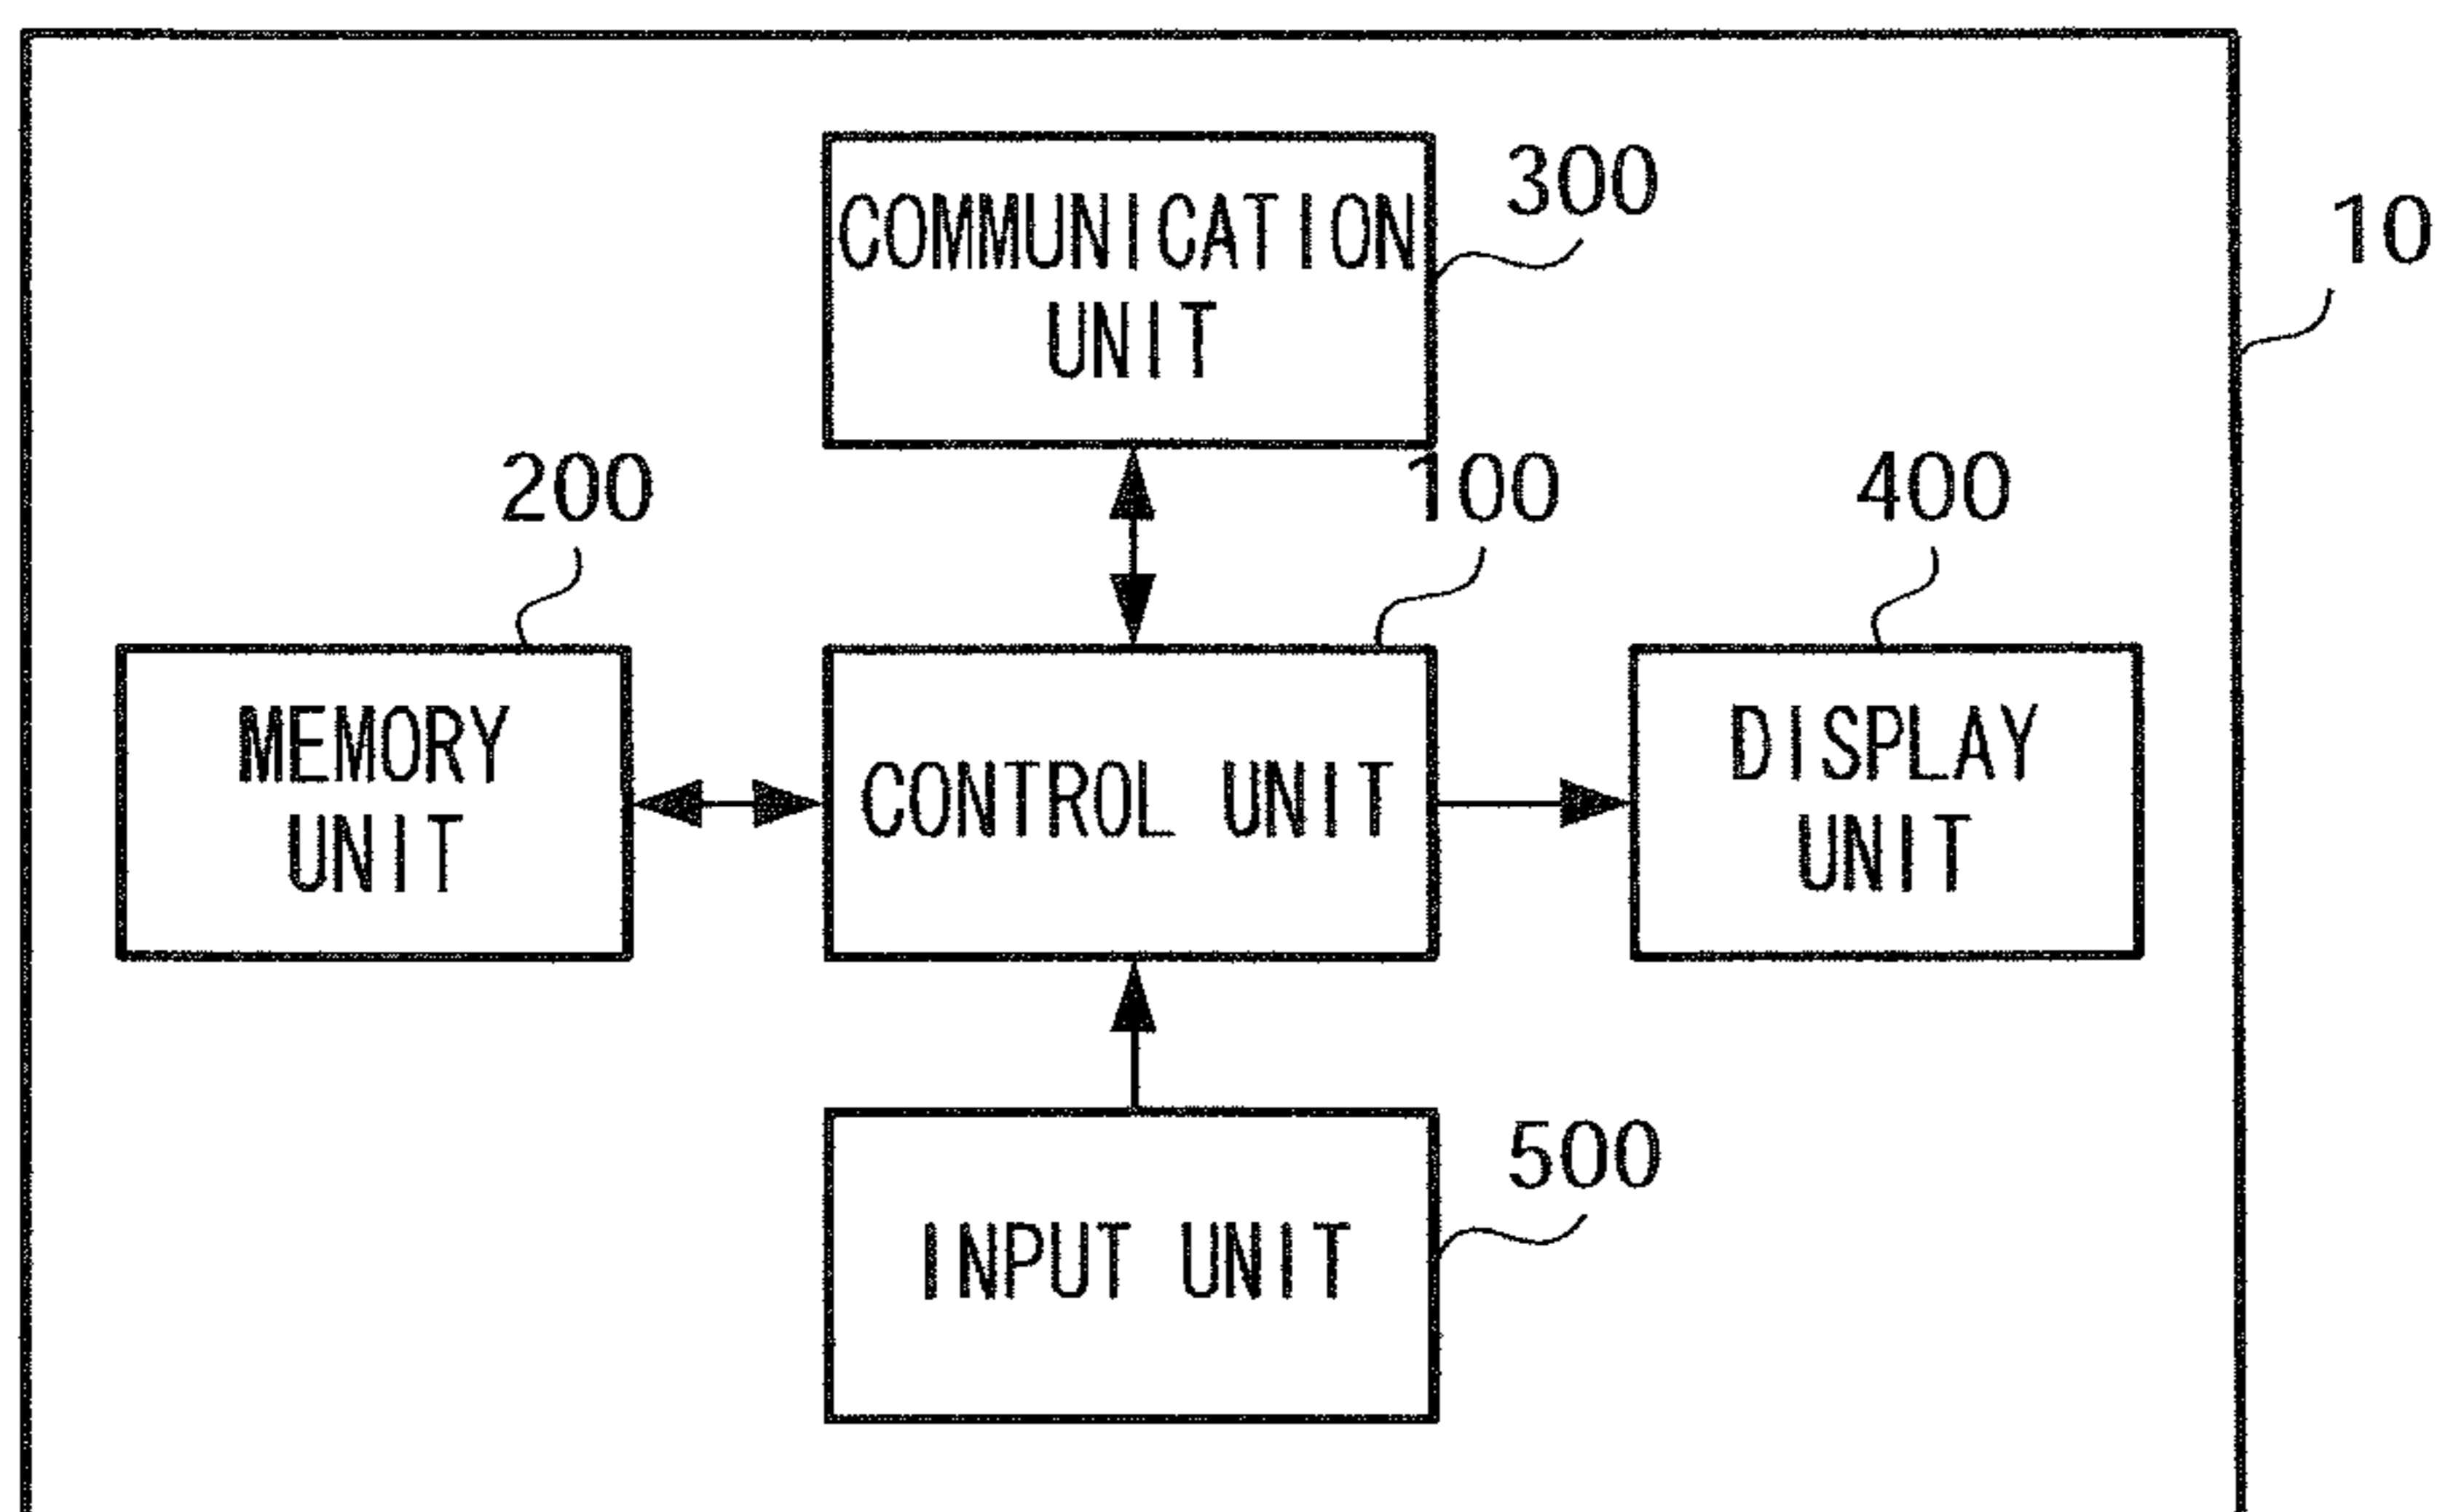 COMMUNICATION
UNIT
300
10
200
100
400
MEMORY
UNIT
CONTROL UNIT
DISPLAY
UNIT
INPUT UNIT
500